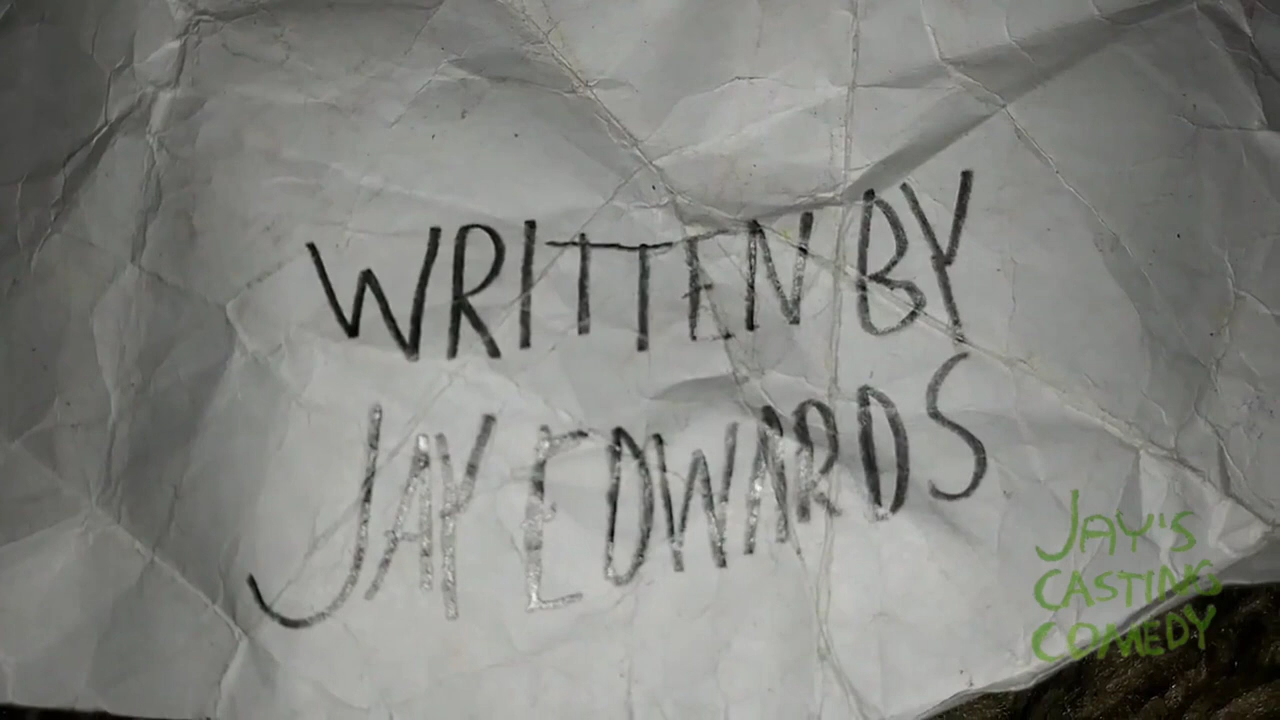 WRITTEN BY
JAY EDWARDS
JAY'S
CASTING
COMEDY